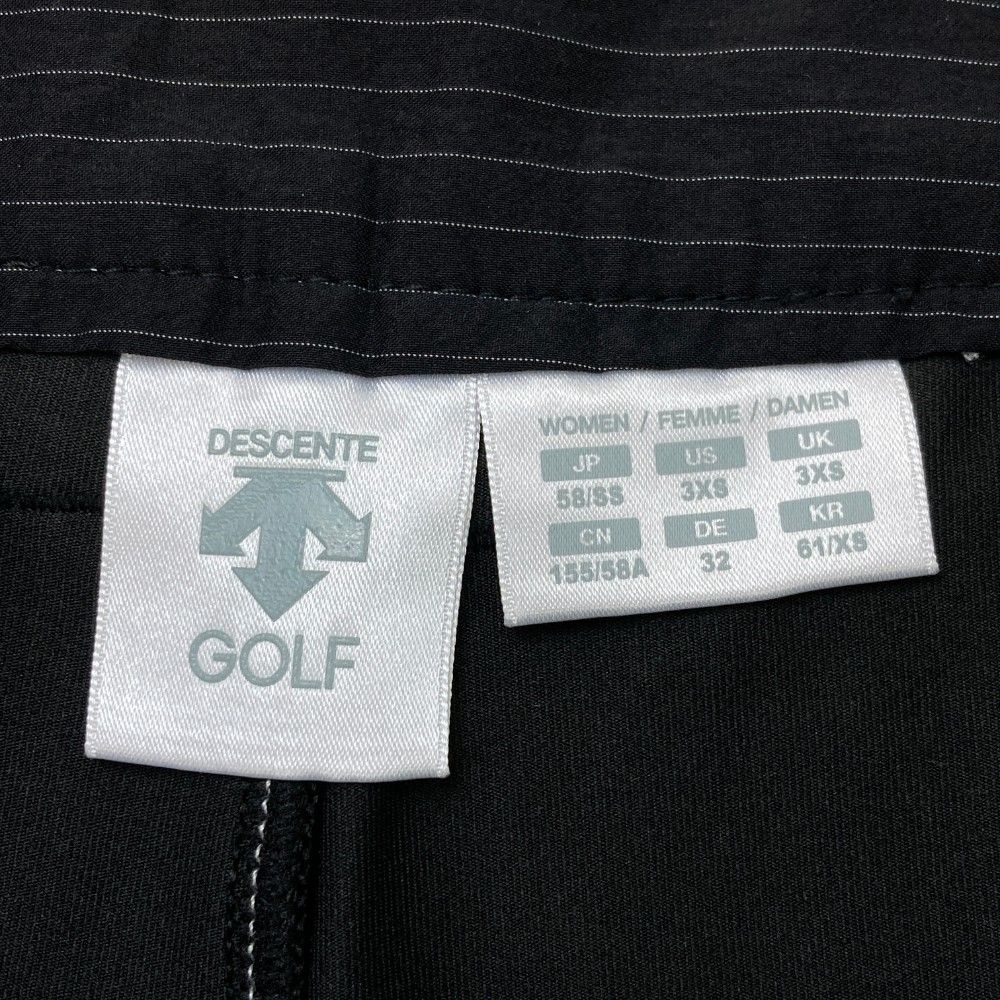 DESCENTE
GOLF
WOMEN / FEMME / DAMEN
JP US UK
58/SS 3XS 3XS
CN DE KR
155/58A 32 61/XS